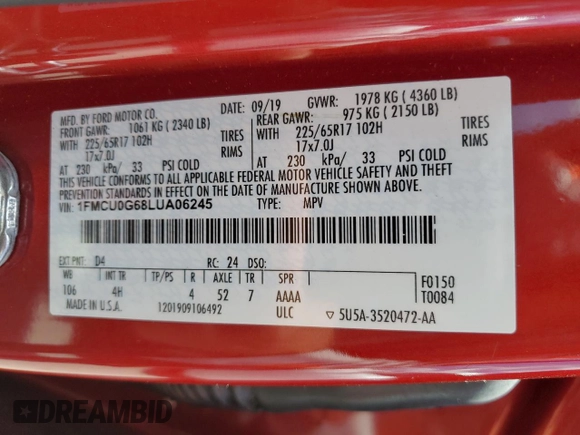 MFD. BY FORD MOTOR CO. DATE: 09/19 GVWR: 1978 KG ( 4360 LB)
FRONT GAWR: 1061 KG ( 2340 LB) REAR GAWR: 975 KG ( 2150 LB)
WITH 225/65R17 102H TIRES WITH 225/65R17 102H TIRES
17x7.0J RIMS 17x7.0J RIMS
AT 230 kPa/ 33 PSI COLD AT 230 kPa/ 33 PSI COLD
THIS VEHICLE CONFORMS TO ALL APPLICABLE FEDERAL MOTOR VEHICLE SAFETY AND THEFT
PREVENTION STANDARDS IN EFFECT ON THE DATE OF MANUFACTURE SHOWN ABOVE.
VIN: 1FMCU0G68LUA06245 TYPE: MPV
EXT PNT: D4 RC: 24 DSO:
WB INT TR TP/PS R AXLE TR SPR
106 4H 4 52 7 AAAA
F0150
T0084
MADE IN U.S.A. 1201909106492 ULC ▽ 5U5A-3520472-AA
DREAMBID